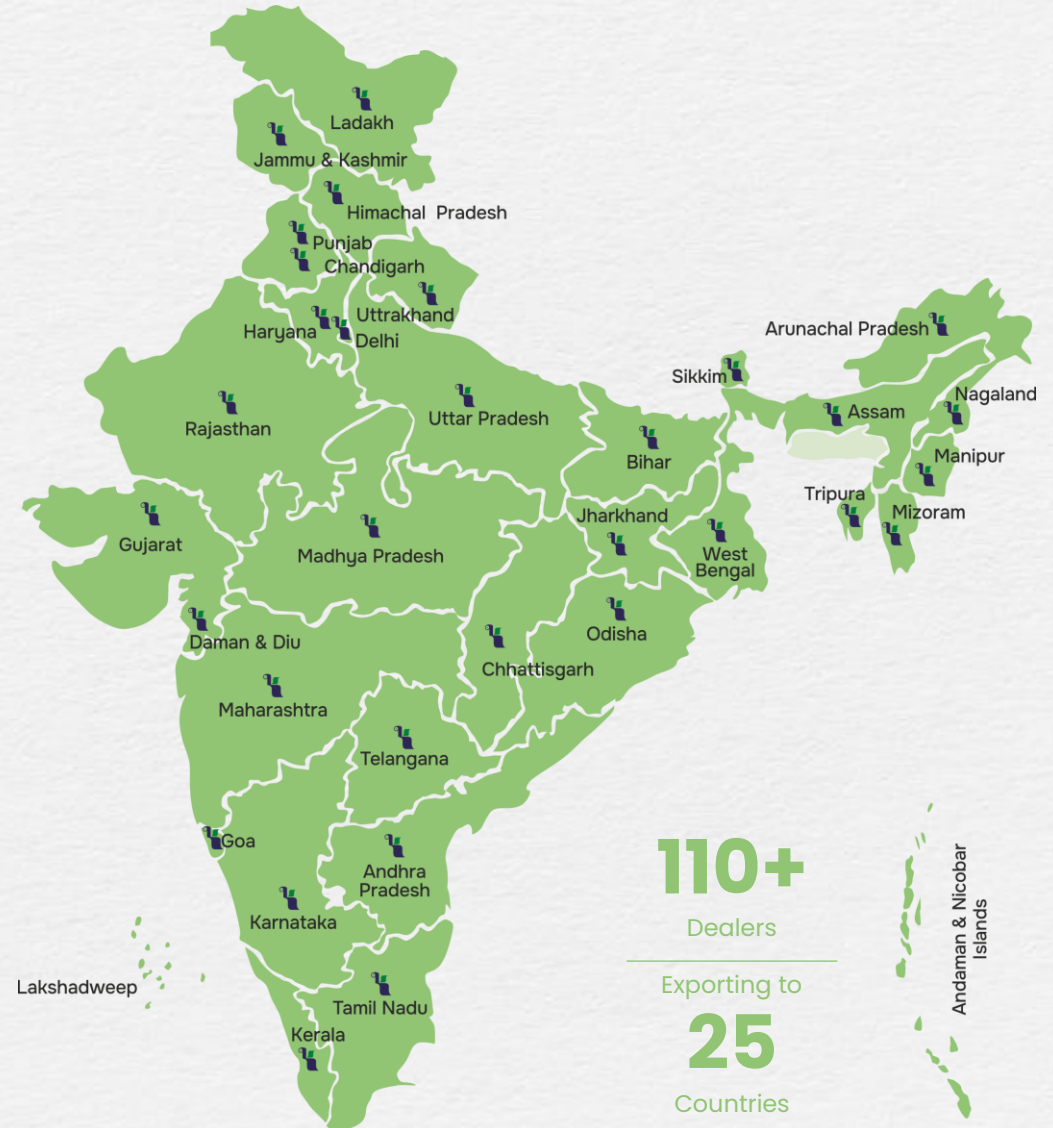 Ladakh
Jammu & Kashmir
Himachal Pradesh
Punjab
Chandigarh
Uttrakhand
Haryana
Delhi
Arunachal Pradesh
Sikkim
Nagaland
Rajasthan
Uttar Pradesh
Assam
Bihar
Manipur
Tripura
Mizoram
Jharkhand
Gujarat
Madhya Pradesh
West
Bengal
Odisha
Daman & Diu
Chhattisgarh
Maharashtra
Telangana
Goa
Andhra
Pradesh
Karnataka
Lakshadweep
Tamil Nadu
Kerala
110+
Dealers
Exporting to
25
Countries
Andaman & Nicobar
Islands